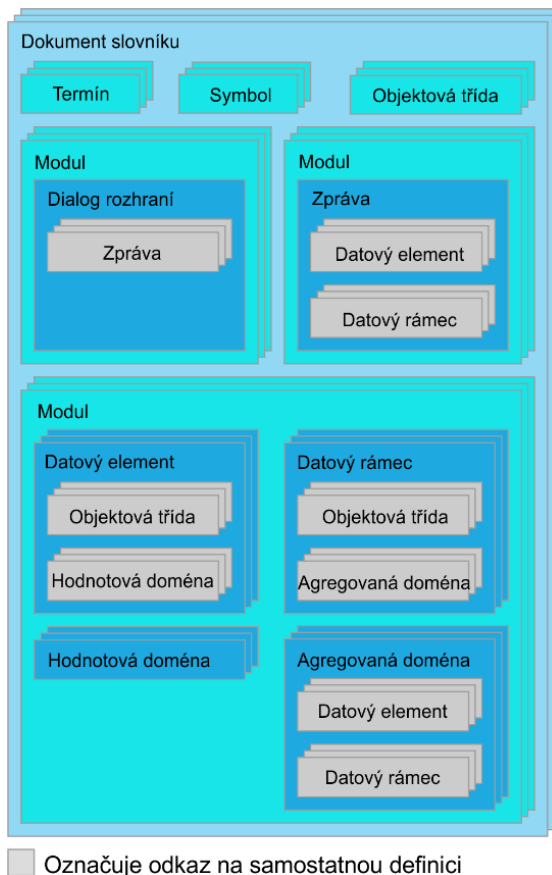 Dokument slovníku
Termín
Symbol
Objektová třída
Modul
Dialog rozhraní
Zpráva
Modul
Zpráva
Datový element
Datový rámec
Modul
Datový element
Objektová třída
Hodnotová doména
Hodnotová doména
Datový rámec
Objektová třída
Agregovaná doména
Agregovaná doména
Datový element
Datový rámec
Označuje odkaz na samostatnou definici